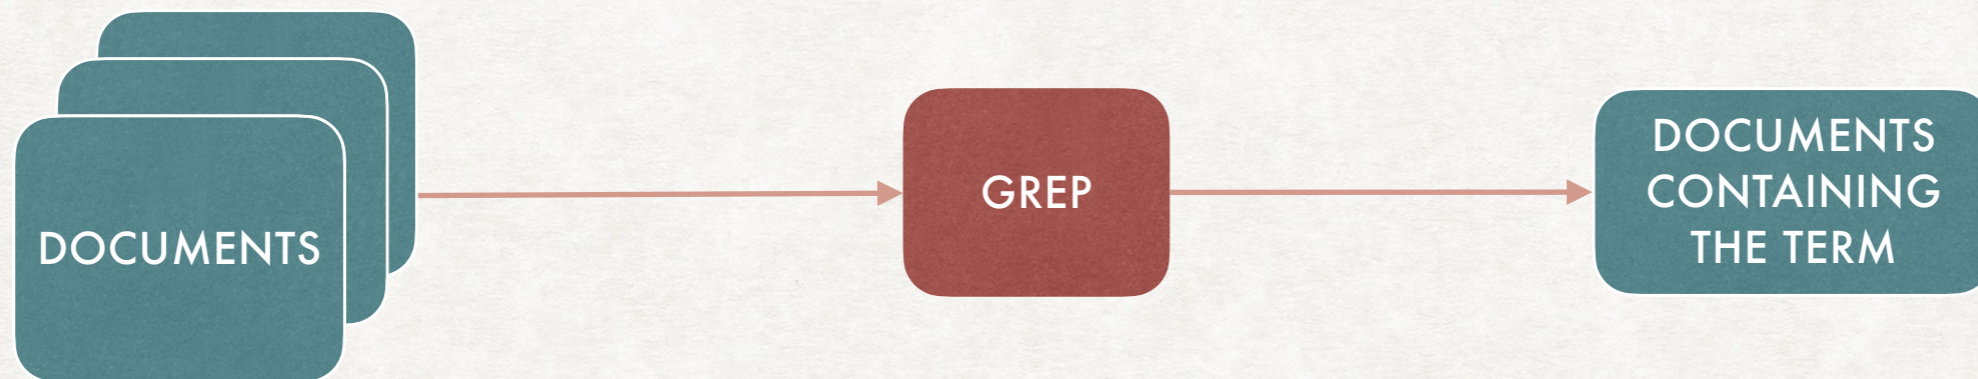 DOCUMENTS
GREP
DOCUMENTS
CONTAINING
THE TERM